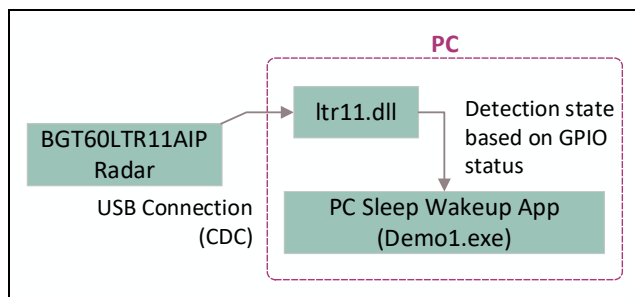 PC
ltr11.dll
Detection state
based on GPIO
status
BGT60LTR11AIP
Radar
USB Connection
(CDC)
PC Sleep Wakeup App
(Demo1.exe)